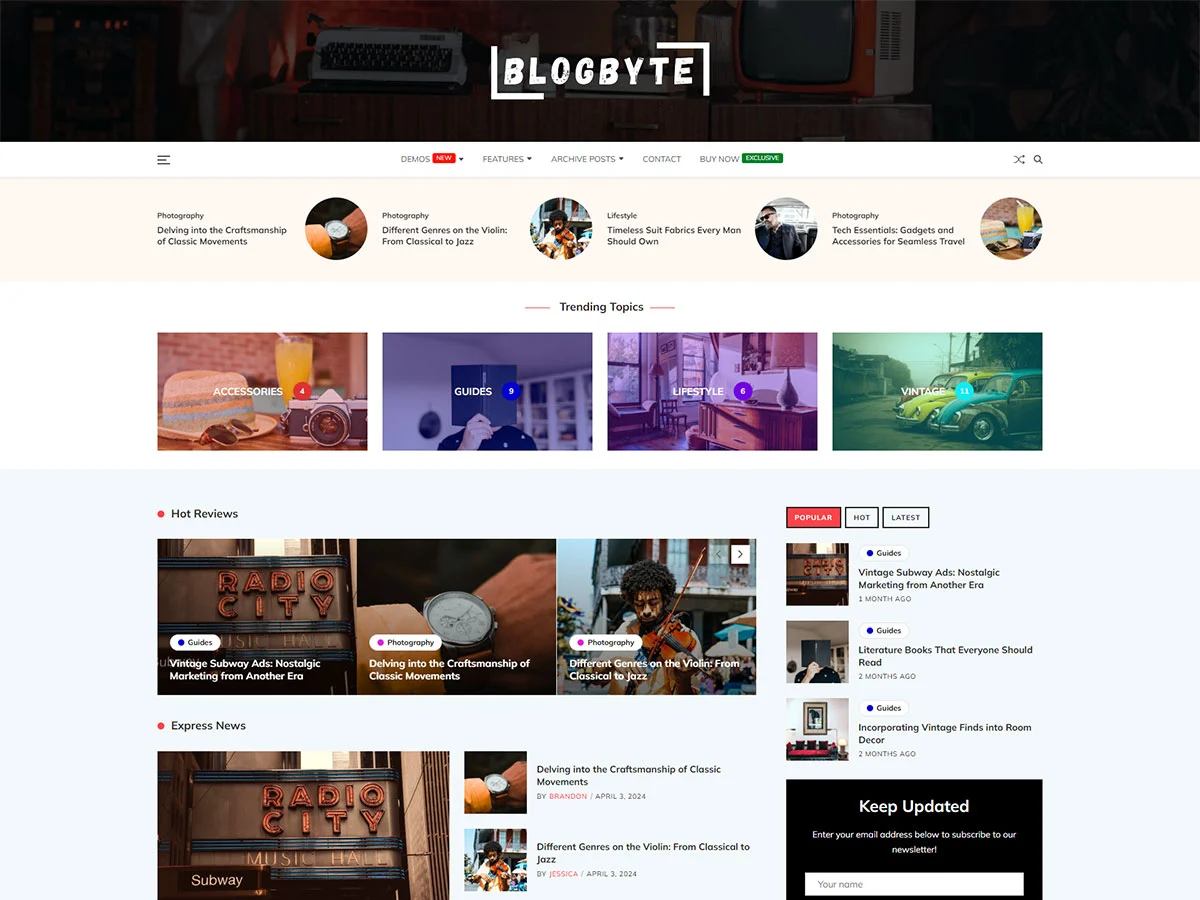 BLOGBYTE
DEMOS NEW
FEATURES
ARCHIVE POSTS
CONTACT
BUY NOW EXCLUSIVE
Photography
Delving into the Craftsmanship
of Classic Movements
Photography
Different Genres on the Violin:
From Classical to Jazz
Lifestyle
Timeless Suit Fabrics Every Man
Should Own
Photography
Tech Essentials: Gadgets and
Accessories for Seamless Travel
Trending Topics
ACCESSORIES 4
GUIDES 9
LIFESTYLE 6
VINTAGE 11
Hot Reviews
RADIO
CITY
MUSIC HALL
Subway
Guides
Vintage Subway Ads: Nostalgic
Marketing from Another Era
Photography
Delving into the Craftsmanship of
Classic Movements
Photography
Different Genres on the Violin: From
Classical to Jazz
Express News
RADIO
CITY
MUSIC HALL
Subway
Delving into the Craftsmanship of Classic
Movements
BY BRANDON / APRIL 3, 2024
Different Genres on the Violin: From Classical to
Jazz
BY JESSICA / APRIL 3, 2024
POPULAR
HOT
LATEST
Guides
Vintage Subway Ads: Nostalgic
Marketing from Another Era
1 MONTH AGO
Guides
Literature Books That Everyone Should
Read
2 MONTHS AGO
Guides
Incorporating Vintage Finds into Room
Decor
2 MONTHS AGO
Keep Updated
Enter your email address below to subscribe to our
newsletter!
Your name